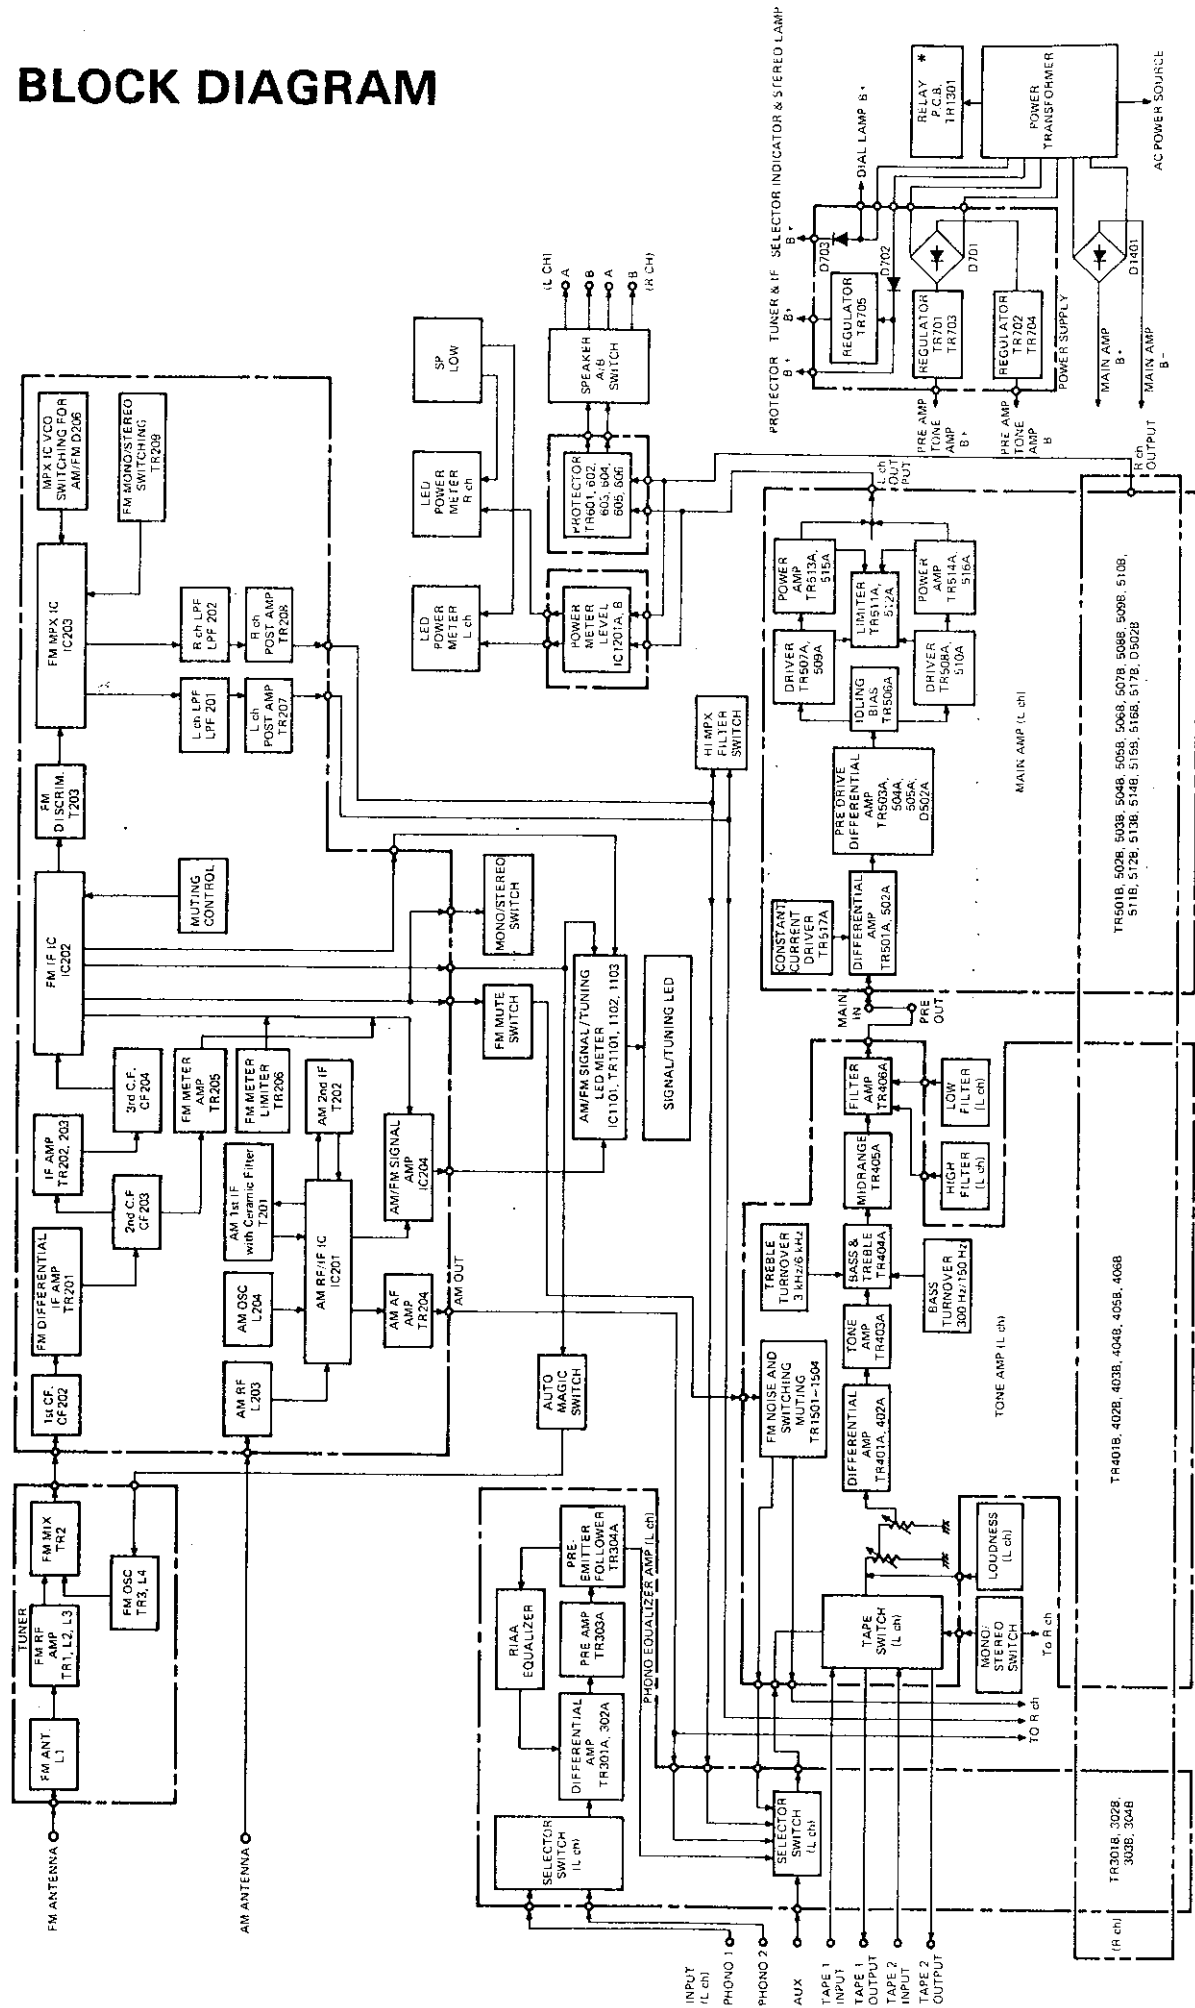 BLOCK DIAGRAM
FM ANTENNA
TUNER
FM ANT.
L1
FM RF
AMP
TR1, L2, L3
FM MIX
TR2
FM OSC
TR3, L4
1st CF.
CF202
FM DIFFERENTIAL
IF AMP
TR201
2nd C.F.
CF203
IF AMP
TR202, 203
3rd C.F.
CF204
FM METER
AMP
TR205
FM METER
LIMITER
TR206
FM IF IC
IC202
MUTING
CONTROL
FM
DISCRIM.
T203
FM MPX IC
IC203
MPX IC VCO
SWITCHING FOR
AM/FM D206
FM MONO/STEREO
SWITCHING
TR209
L ch LPF
LPF 201
R ch LPF
LPF 202
L ch
POST AMP
TR207
R ch
POST AMP
TR208
AM ANTENNA
AM RF
L203
AM OSC
L204
AM 1st IF
with Ceramic Filter
T201
AM 2nd IF
T202
AM RF/IF IC
IC201
AM AF
AMP
TR204
AM/FM SIGNAL
AMP
IC204
AM OUT
FM MUTE
SWITCH
MONO/STEREO
SWITCH
AUTO
MAGIC
SWITCH
AM/FM SIGNAL/TUNING
LED METER
IC1101, TR1101, 1102, 1103
SIGNAL/TUNING LED
HI MPX
FILTER
SWITCH
LED
POWER
METER
L ch
LED
POWER
METER
R ch
SP
LOW
POWER
METER
LEVEL
IC1201A, B
PROTECTOR
TR601, 602,
603, 604,
605, 606
SPEAKER
A/B
SWITCH
(L CH)
A
B
A
B
(R CH)
INPUT
(L ch)
PHONO 1
PHONO 2
AUX
TAPE 1
INPUT
TAPE 1
OUTPUT
TAPE 2
INPUT
TAPE 2
OUTPUT
SELECTOR
SWITCH
(L ch)
DIFFERENTIAL
AMP
TR301A, 302A
RIAA
EQUALIZER
PRE AMP
TR303A
PRE-
EMITTER
FOLLOWER
TR304A
PHONO EQUALIZER AMP (L ch)
SELECTOR
SWITCH
(L ch)
TO R ch
TAPE
SWITCH
(L ch)
MONO/
STEREO
SWITCH
To R ch
LOUDNESS
(L ch)
FM NOISE AND
SWITCHING
MUTING
TR1501~1504
DIFFERENTIAL
AMP
TR401A, 402A
TONE
AMP
TR403A
TREBLE
TURNOVER
3 kHz/6 kHz
BASS &
TREBLE
TR404A
BASS
TURNOVER
300 Hz/150 Hz
MIDRANGE
TR405A
FILTER
AMP
TR406A
HIGH
FILTER
(L ch)
LOW
FILTER
(L ch)
TONE AMP (L ch)
MAIN
IN
PRE
OUT
CONSTANT
CURRENT
DRIVER
TR517A
DIFFERENTIAL
AMP
TR501A, 502A
PRE DRIVE
DIFFERENTIAL
AMP
TR503A,
504A,
505A,
D502A
IDLING
BIAS
TR506A
DRIVER
TR507A,
509A
DRIVER
TR508A,
510A
LIMITER
TR511A,
512A
POWER
AMP
TR513A,
515A
POWER
AMP
TR514A,
516A
L ch
OUT
PUT
MAIN AMP (L ch)
(R ch)
TR301B, 302B,
303B, 304B
TR401B, 402B, 403B, 404B, 405B, 406B
TR501B, 502B, 503B, 504B, 505B, 506B, 507B, 508B, 509B, 510B,
511B, 512B, 513B, 514B, 515B, 516B, 517B, D502B
R ch
OUTPUT
PROTECTOR
B+
TUNER & IF
B+
SELECTOR INDICATOR & STEREO LAMP
B+
DIAL LAMP B+
REGULATOR
TR705
D703
D702
REGULATOR
TR701
TR703
D701
REGULATOR
TR702
TR704
POWER SUPPLY
PRE AMP
TONE
AMP
B+
PRE AMP
TONE
AMP
B
MAIN AMP
B+
MAIN AMP
B-
D1401
RELAY *
P.C.B.
TR1301
POWER
TRANSFORMER
AC POWER SOURCE